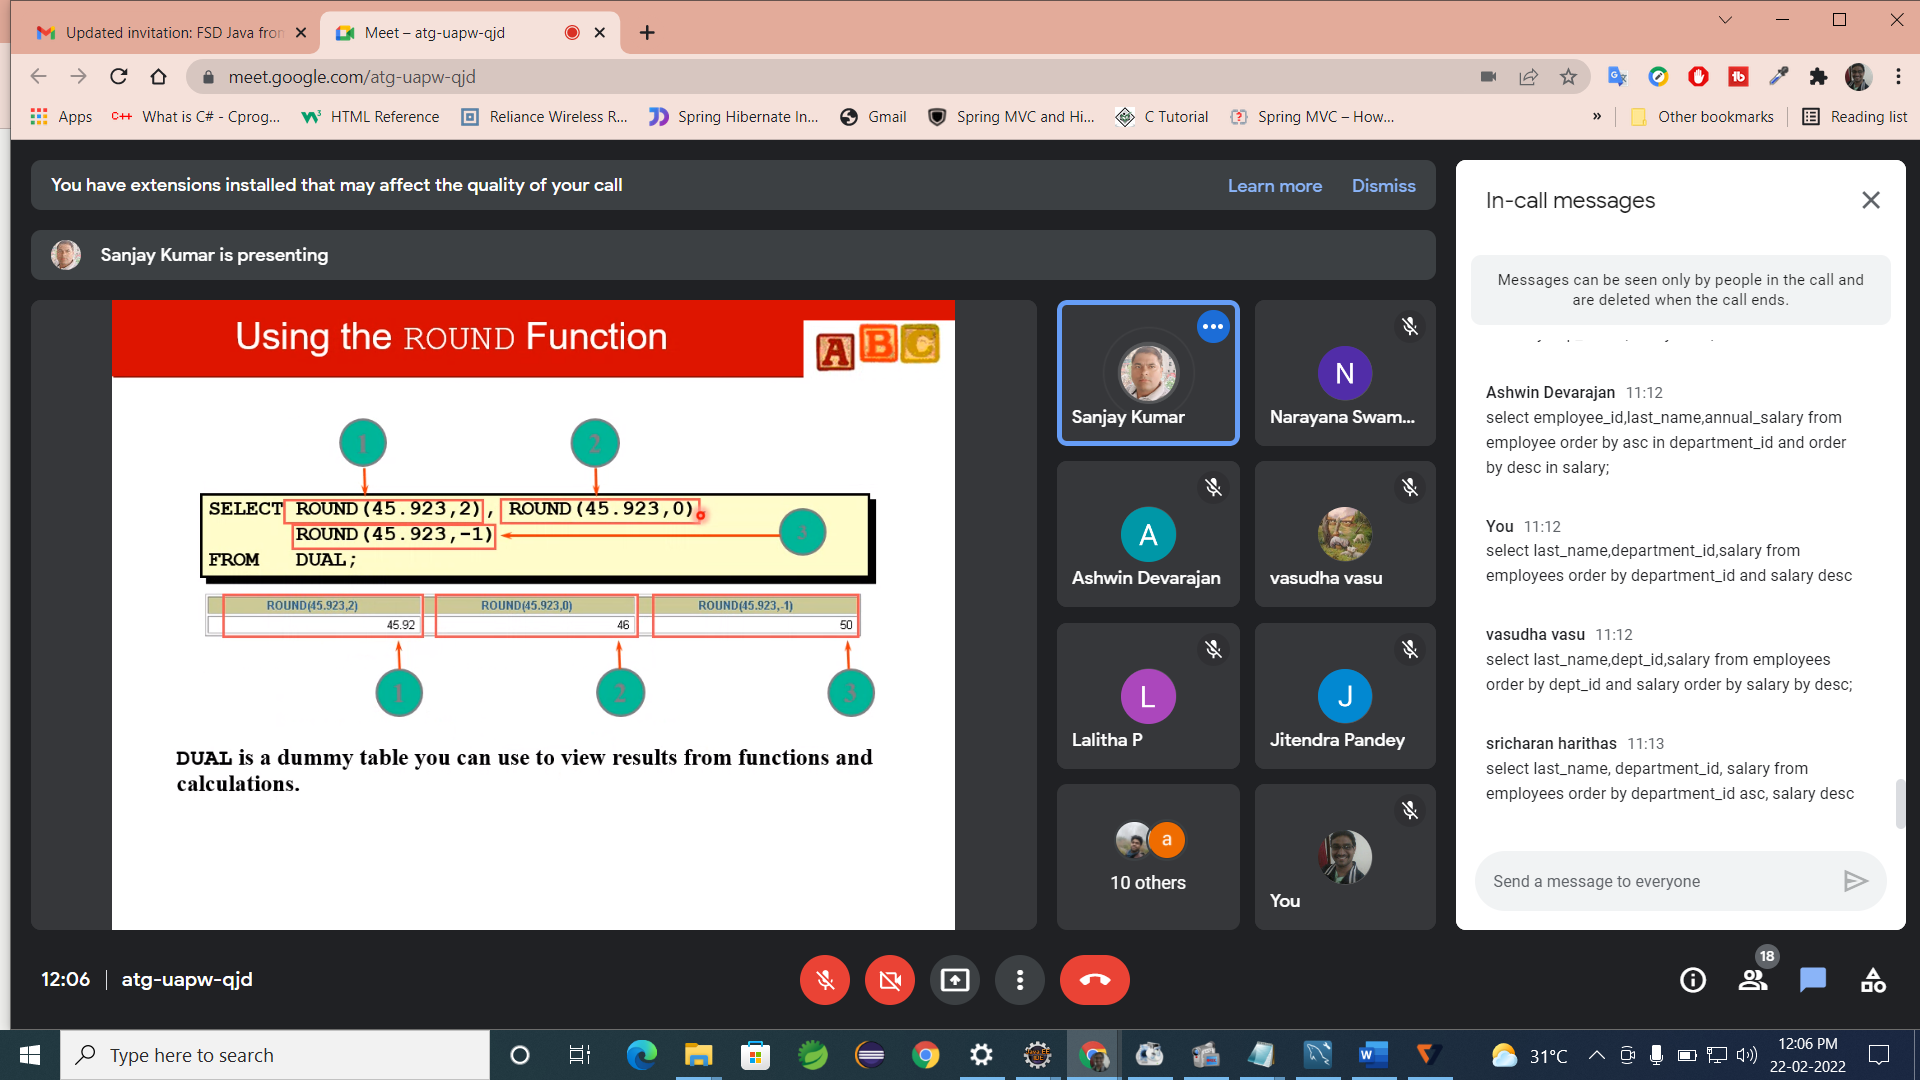 Updated invitation: FSD Java fron
Meet – atg-uapw-qjd
meet.google.com/atg-uapw-qjd
Apps
C++ What is C# - Cprog...
HTML Reference
Reliance Wireless R...
Spring Hibernate In...
Gmail
Spring MVC and Hi...
C Tutorial
Spring MVC – How...
»
Other bookmarks
Reading list
You have extensions installed that may affect the quality of your call
Learn more
Dismiss
Sanjay Kumar is presenting
Using the ROUND Function
A B C
1
2
SELECT ROUND(45.923,2), ROUND(45.923,0),
ROUND(45.923,-1)
3
FROM DUAL;
ROUND(45.923,2) ROUND(45.923,0) ROUND(45.923,-1)
45.92 46 50
1
2
3
DUAL is a dummy table you can use to view results from functions and
calculations.
Sanjay Kumar
N
Narayana Swam...
A
Ashwin Devarajan
vasudha vasu
L
Lalitha P
J
Jitendra Pandey
a
10 others
You
In-call messages
Messages can be seen only by people in the call and
are deleted when the call ends.
Ashwin Devarajan 11:12
select employee_id,last_name,annual_salary from
employee order by asc in department_id and order
by desc in salary;
You 11:12
select last_name,department_id,salary from
employees order by department_id and salary desc
vasudha vasu 11:12
select last_name,dept_id,salary from employees
order by dept_id and salary order by salary by desc;
sricharan harithas 11:13
select last_name, department_id, salary from
employees order by department_id asc, salary desc
Send a message to everyone
12:06 | atg-uapw-qjd
18
Type here to search
31°C
12:06 PM
22-02-2022